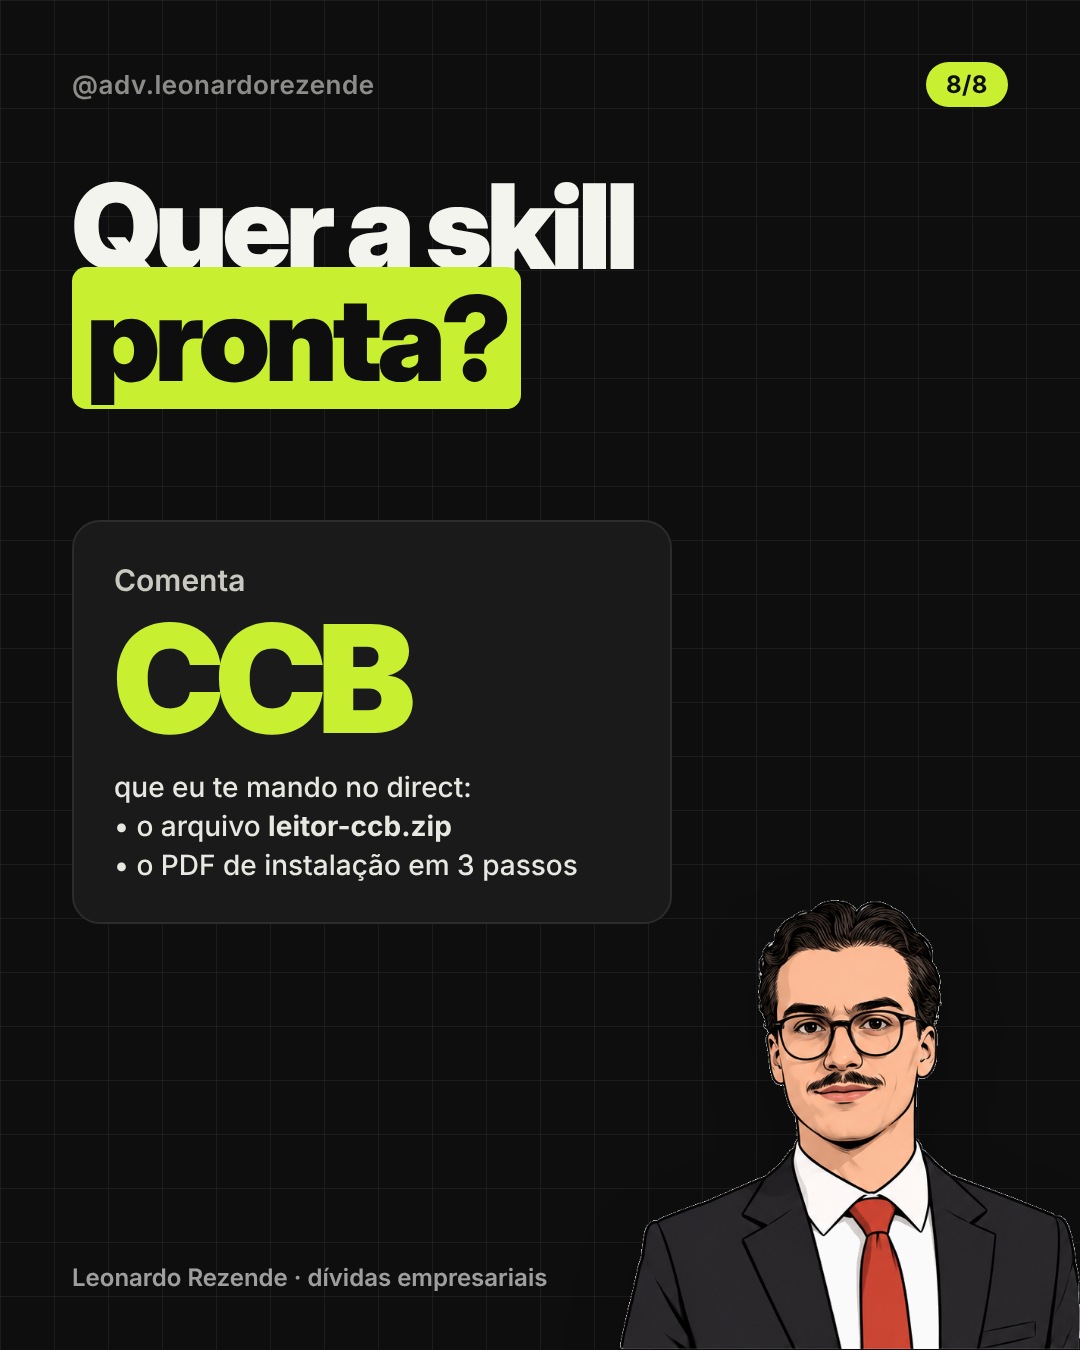 @adv.leonardorezende
8/8
Quer a skill
pronta?
Comenta
CCB
que eu te mando no direct:
• o arquivo leitor-ccb.zip
• o PDF de instalação em 3 passos
Leonardo Rezende · dívidas empresariais